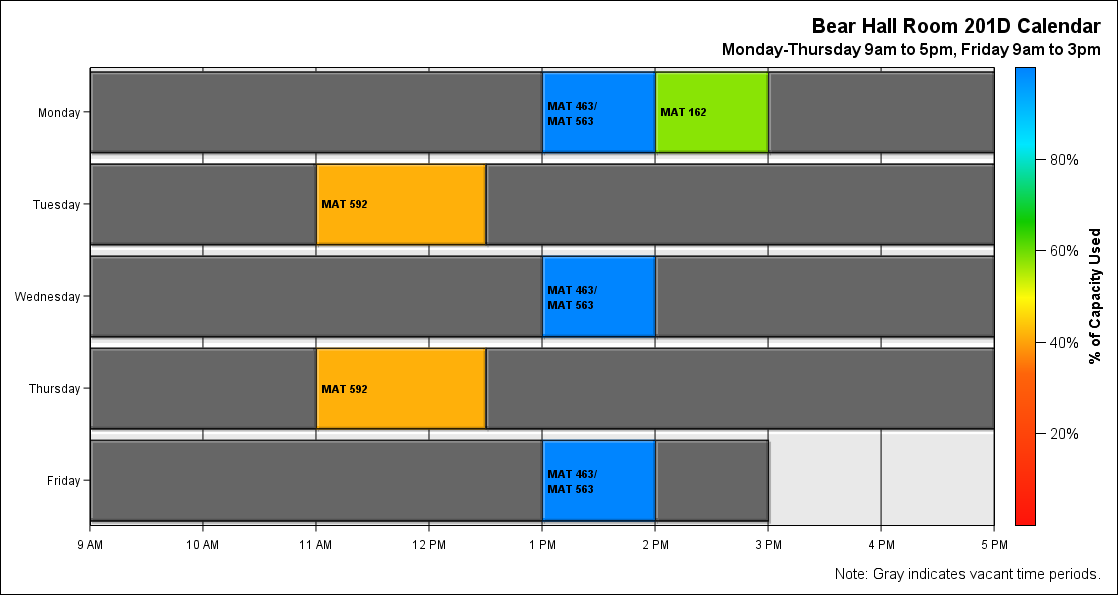 Bear Hall Room 201D Calendar
Monday-Thursday 9am to 5pm, Friday 9am to 3pm
Monday
MAT 463/
MAT 563
MAT 162
Tuesday
MAT 592
Wednesday
MAT 463/
MAT 563
Thursday
MAT 592
Friday
MAT 463/
MAT 563
9 AM 10 AM 11 AM 12 PM 1 PM 2 PM 3 PM 4 PM 5 PM
80%
60%
40%
20%
% of Capacity Used
Note: Gray indicates vacant time periods.